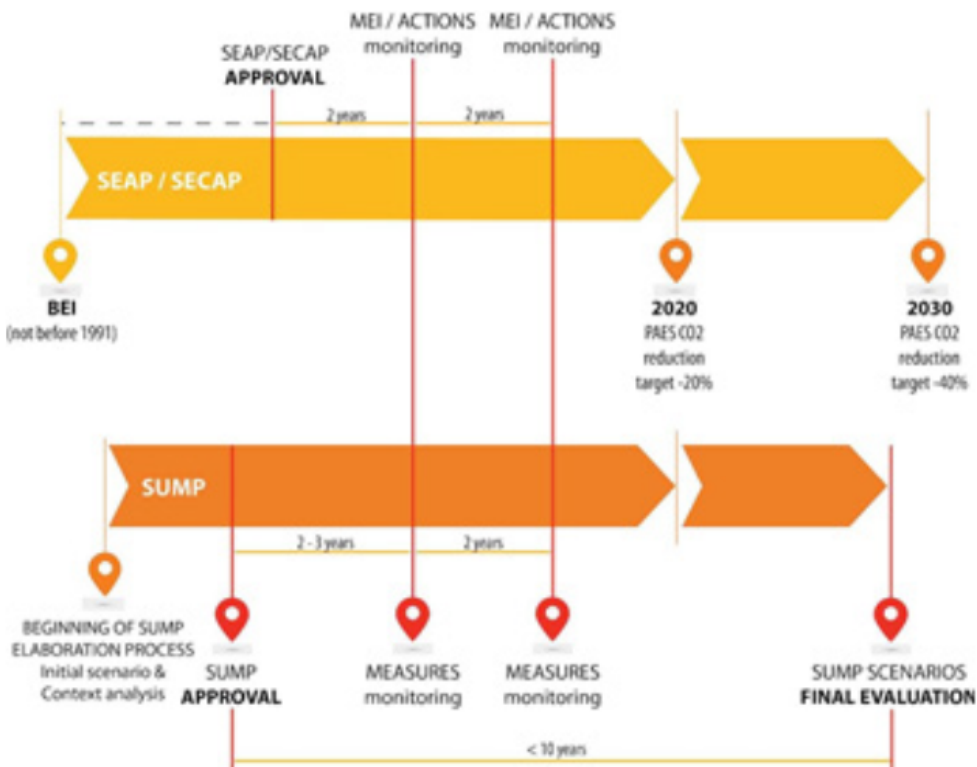 MEI / ACTIONS
monitoring
MEI / ACTIONS
monitoring
SEAP/SECAP
APPROVAL
2 years
2 years
SEAP / SECAP
BEI
(not before 1991)
2020
PAES CO2
reduction
target -20%
2030
PAES CO2
reduction
target -40%
SUMP
2 - 3 years
2 years
BEGINNING OF SUMP
ELABORATION PROCESS
Initial scenario &
Context analysis
SUMP
APPROVAL
MEASURES
monitoring
MEASURES
monitoring
SUMP SCENARIOS
FINAL EVALUATION
< 10 years